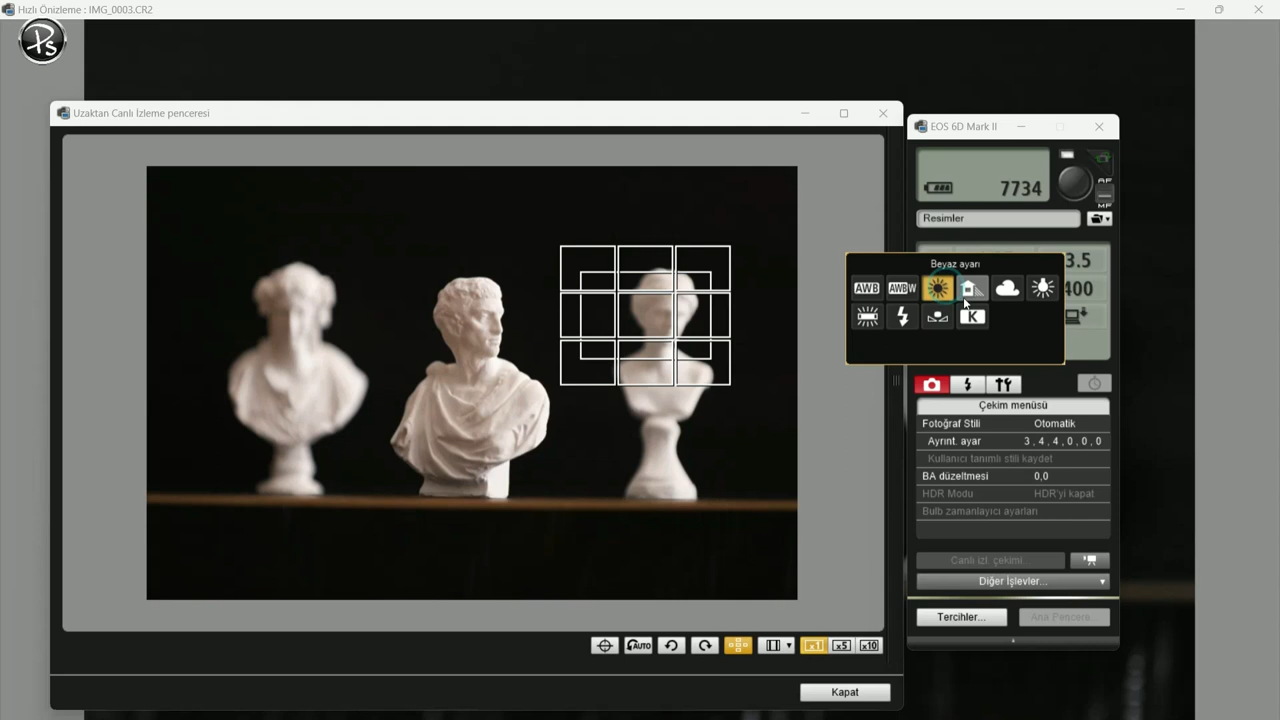 Hızlı Önizleme : IMG_0003.CR2
Ps
Uzaktan Canlı İzleme penceresi
EOS 6D Mark II
7734
AF
MF
Resimler
3.5
Beyaz ayarı
AWB AWBW
400
K
Çekim menüsü
Fotoğraf Stili Otomatik
Ayrınt. ayar 3 , 4 , 4 , 0 , 0 , 0
Kullanıcı tanımlı stili kaydet
BA düzeltmesi 0,0
HDR Modu HDR'yi kapat
Bulb zamanlayıcı ayarları
Canlı izl. çekimi...
Diğer İşlevler...
Tercihler... Ana Pencere...
AUTO x1 x5 x10
Kapat